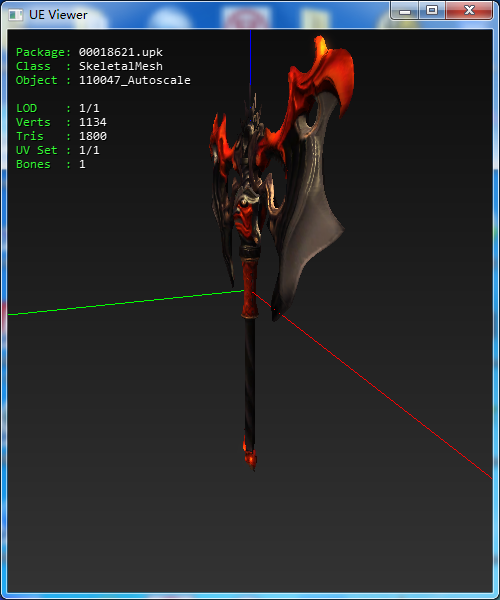 UE Viewer
Package: 00018621.upk
Class : SkeletalMesh
Object : 110047_Autoscale
LOD : 1/1
Verts : 1134
Tris : 1800
UV Set : 1/1
Bones : 1